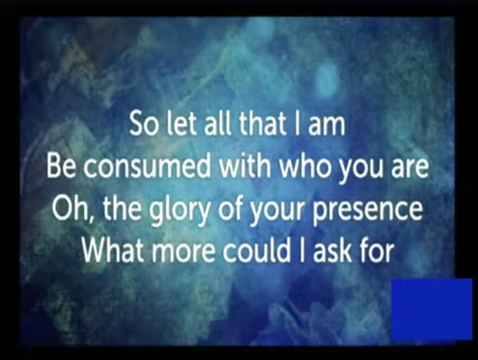 So let all that I am
Be consumed with who you are
Oh, the glory of your presence
What more could I ask for